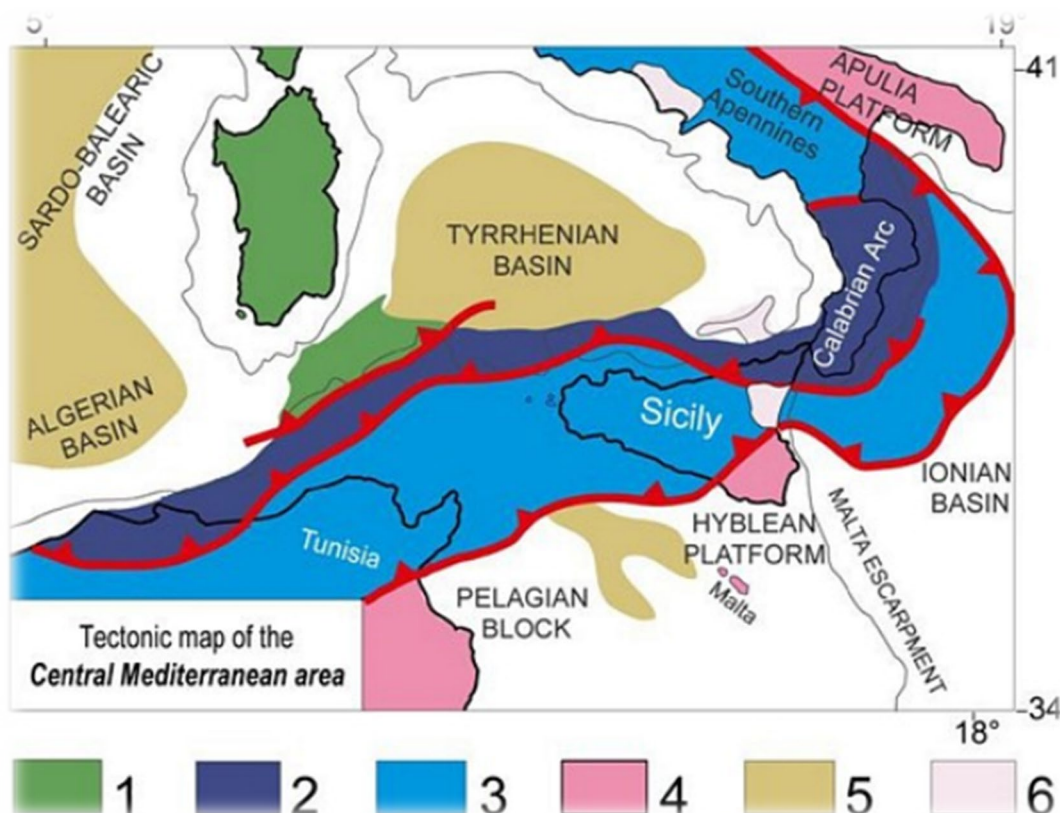 5°
19°
41
SARDO-BALEARIC
BASIN
Southern
Apennines
APULIA
PLATFORM
TYRRHENIAN
BASIN
Calabrian Arc
ALGERIAN
BASIN
Sicily
IONIAN
BASIN
Tunisia
HYBLEAN
PLATFORM
MALTA ESCARPMENT
Malta
PELAGIAN
BLOCK
Tectonic map of the
Central Mediterranean area
34
18°
1 2 3 4 5 6